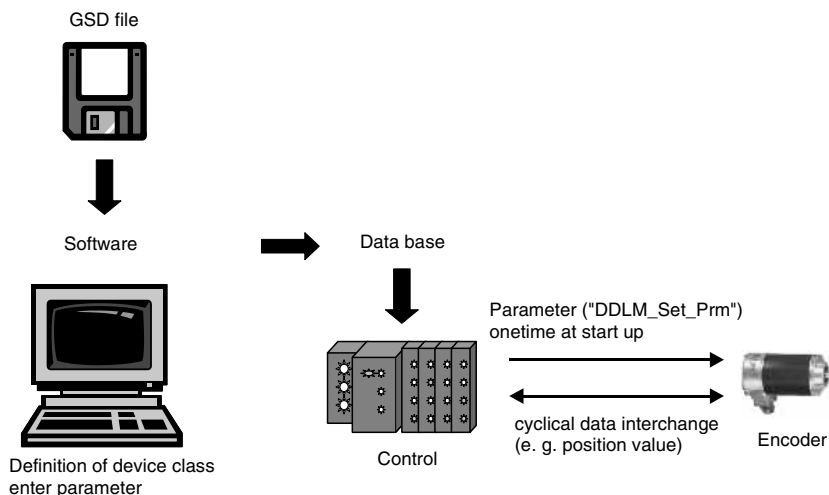 GSD file
Software
Data base
Parameter ("DDLM_Set_Prm")
onetime at start up
cyclical data interchange
(e. g. position value)
Encoder
Control
Definition of device class
enter parameter